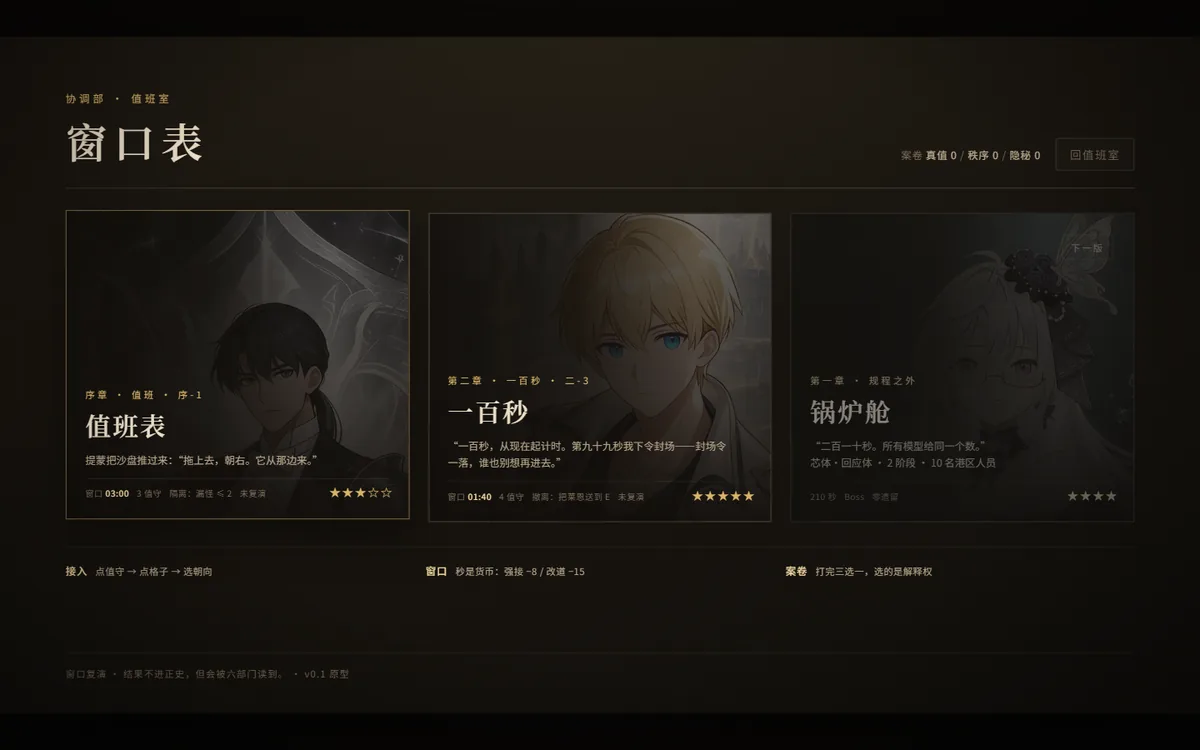 协调部 · 值班室
窗口表
案卷 真值 0 / 秩序 0 / 隐秘 0
回值班室
序章 · 值班 · 序-1
值班表
提蒙把沙盘推过来：“拖上去，朝右。它从那边来。”
窗口 03:00 3 值守 隔离：漏怪 ≤ 2 未复演
★★★☆☆
第二章 · 一百秒 · 二-3
一百秒
“一百秒，从现在起计时。第九十九秒我下令封场——封场令
一落，谁也别想再进去。”
窗口 01:40 4 值守 撤离：把莱恩送到 E 未复演
★★★★★
下一版
第一章 · 规程之外
锅炉舱
“二百一十秒。所有模型给同一个数。”
芯体·回应体 · 2 阶段 · 10 名港区人员
210 秒 Boss 零遗留
★★★★
接入 点值守 → 点格子 → 选朝向
窗口 秒是货币：强接 −8 / 改道 −15
案卷 打完三选一，选的是解释权
窗口复演 · 结果不进正史，但会被六部门读到。 · v0.1 原型